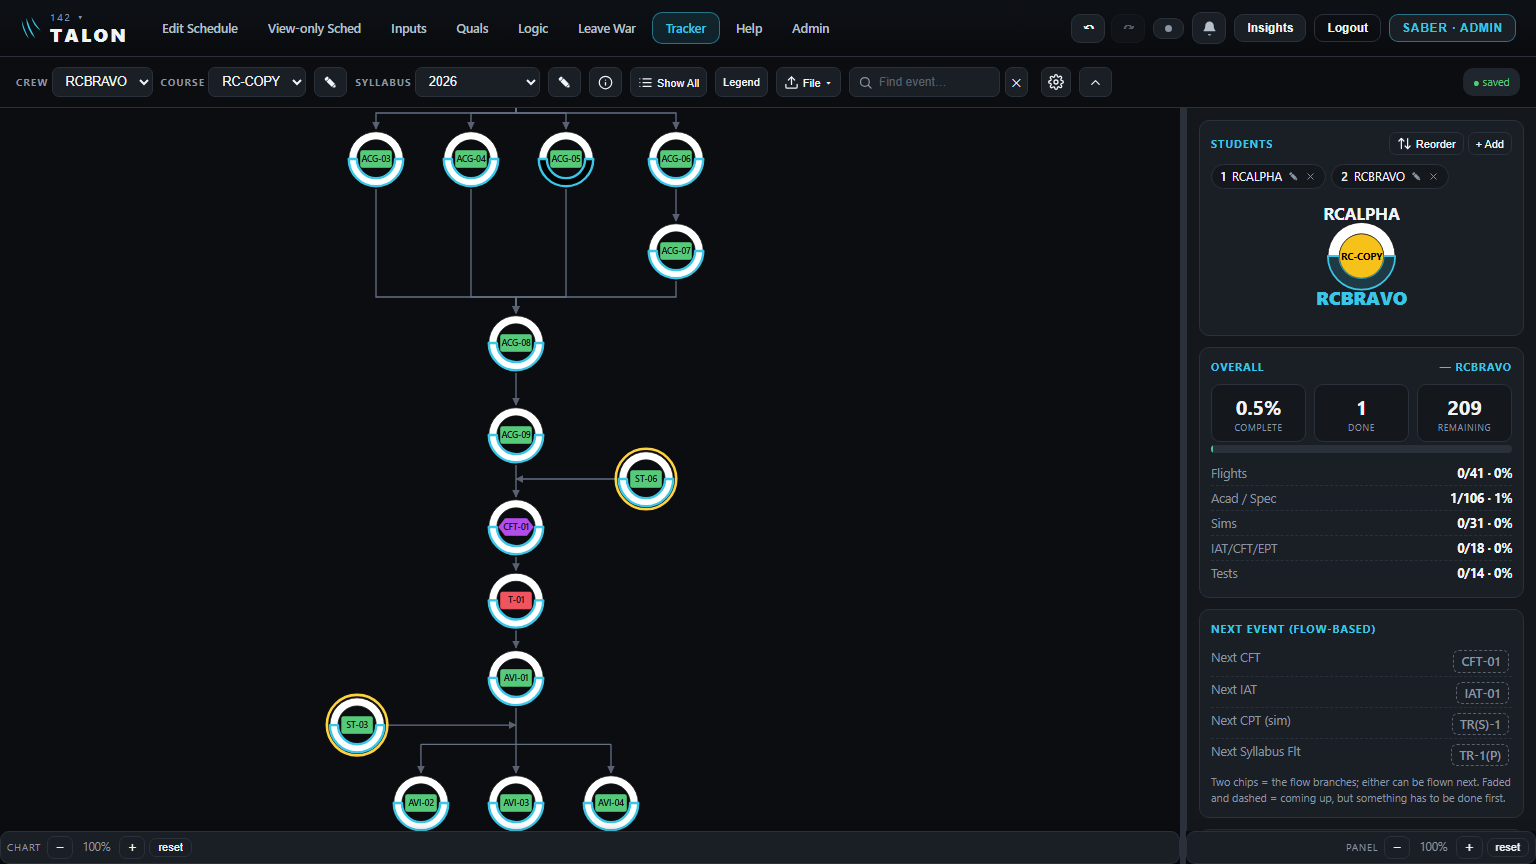 142
TALON
Edit Schedule
View-only Sched
Inputs
Quals
Logic
Leave War
Tracker
Help
Admin
Insights
Logout
SABER · ADMIN
CREW
RCBRAVO
COURSE
RC-COPY
SYLLABUS
2026
Show All
Legend
File
Find event…
saved
ACG-03
ACG-04
ACG-05
ACG-06
ACG-07
ACG-08
ACG-09
ST-06
CFT-01
T-01
AVI-01
ST-03
AVI-02
AVI-03
AVI-04
CHART
100%
reset
STUDENTS
Reorder
+ Add
1 RCALPHA
2 RCBRAVO
RCALPHA
RC-COPY
RCBRAVO
OVERALL
— RCBRAVO
0.5%
COMPLETE
1
DONE
209
REMAINING
Flights
0/41 · 0%
Acad / Spec
1/106 · 1%
Sims
0/31 · 0%
IAT/CFT/EPT
0/18 · 0%
Tests
0/14 · 0%
NEXT EVENT (FLOW-BASED)
Next CFT
CFT-01
Next IAT
IAT-01
Next CPT (sim)
TR(S)-1
Next Syllabus Flt
TR-1(P)
Two chips = the flow branches; either can be flown next. Faded
and dashed = coming up, but something has to be done first.
PANEL
100%
reset